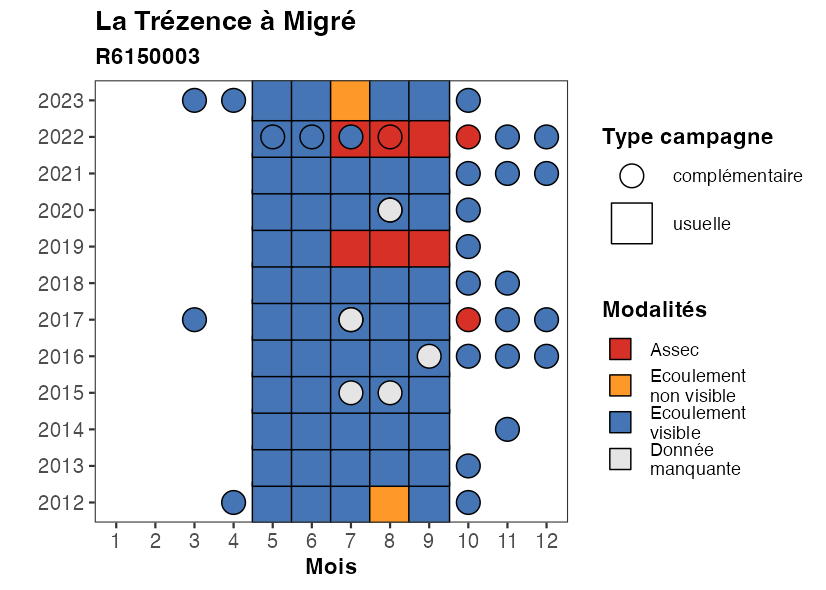 La Trézence à Migré
R6150003
2023
2022
2021
2020
2019
2018
2017
2016
2015
2014
2013
2012
1 2 3 4 5 6 7 8 9 10 11 12
Mois
Type campagne
complémentaire
usuelle
Modalités
Assec
Ecoulement
non visible
Ecoulement
visible
Donnée
manquante